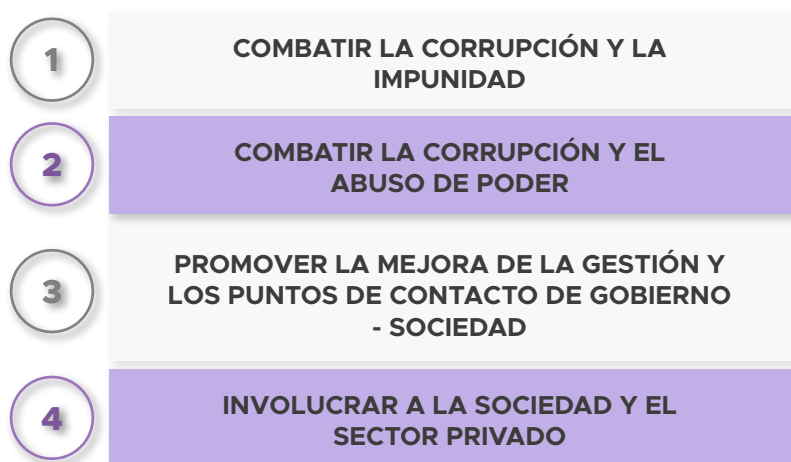 1
COMBATIR LA CORRUPCIÓN Y LA
IMPUNIDAD
2
COMBATIR LA CORRUPCIÓN Y EL
ABUSO DE PODER
3
PROMOVER LA MEJORA DE LA GESTIÓN Y
LOS PUNTOS DE CONTACTO DE GOBIERNO
- SOCIEDAD
4
INVOLUCRAR A LA SOCIEDAD Y EL
SECTOR PRIVADO